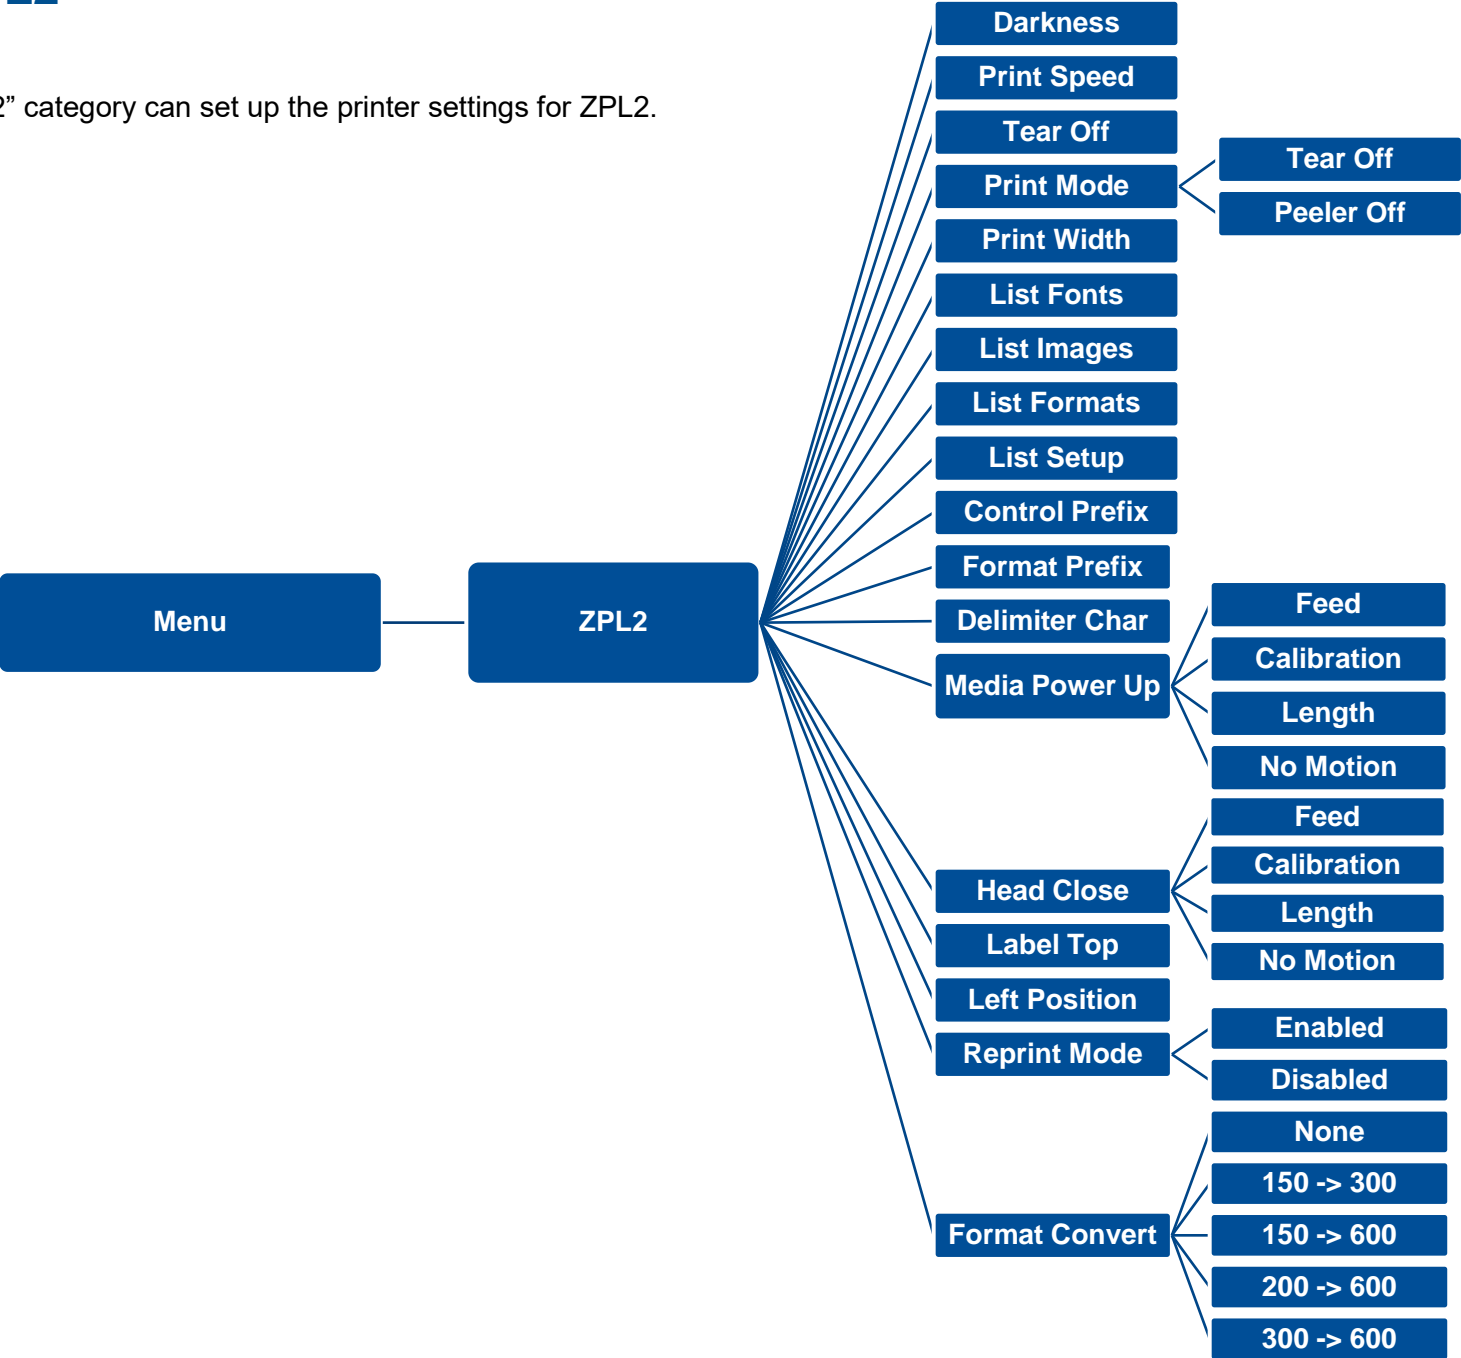 2” category can set up the printer settings for ZPL2.
Menu
ZPL2
Darkness
Print Speed
Tear Off
Print Mode
Tear Off
Peeler Off
Print Width
List Fonts
List Images
List Formats
List Setup
Control Prefix
Format Prefix
Delimiter Char
Media Power Up
Feed
Calibration
Length
No Motion
Head Close
Feed
Calibration
Length
No Motion
Label Top
Left Position
Reprint Mode
Enabled
Disabled
Format Convert
None
150 -> 300
150 -> 600
200 -> 600
300 -> 600